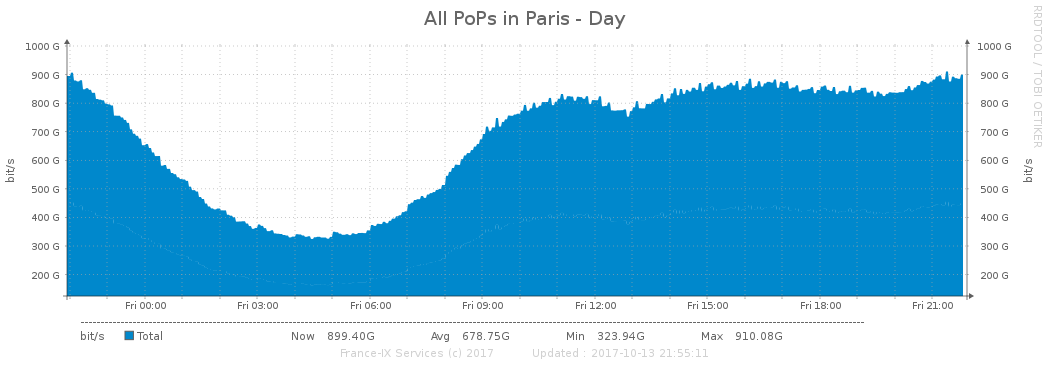 All PoPs in Paris - Day
RRDTOOL / TOBI OETIKER
1000 G 1000 G
900 G 900 G
800 G 800 G
700 G 700 G
600 G 600 G
500 G 500 G
400 G 400 G
300 G 300 G
200 G 200 G
bit/s bit/s
Fri 00:00 Fri 03:00 Fri 06:00 Fri 09:00 Fri 12:00 Fri 15:00 Fri 18:00 Fri 21:00
bit/s Total Now 899.40G Avg 678.75G Min 323.94G Max 910.08G
France-IX Services (c) 2017 Updated : 2017-10-13 21:55:11